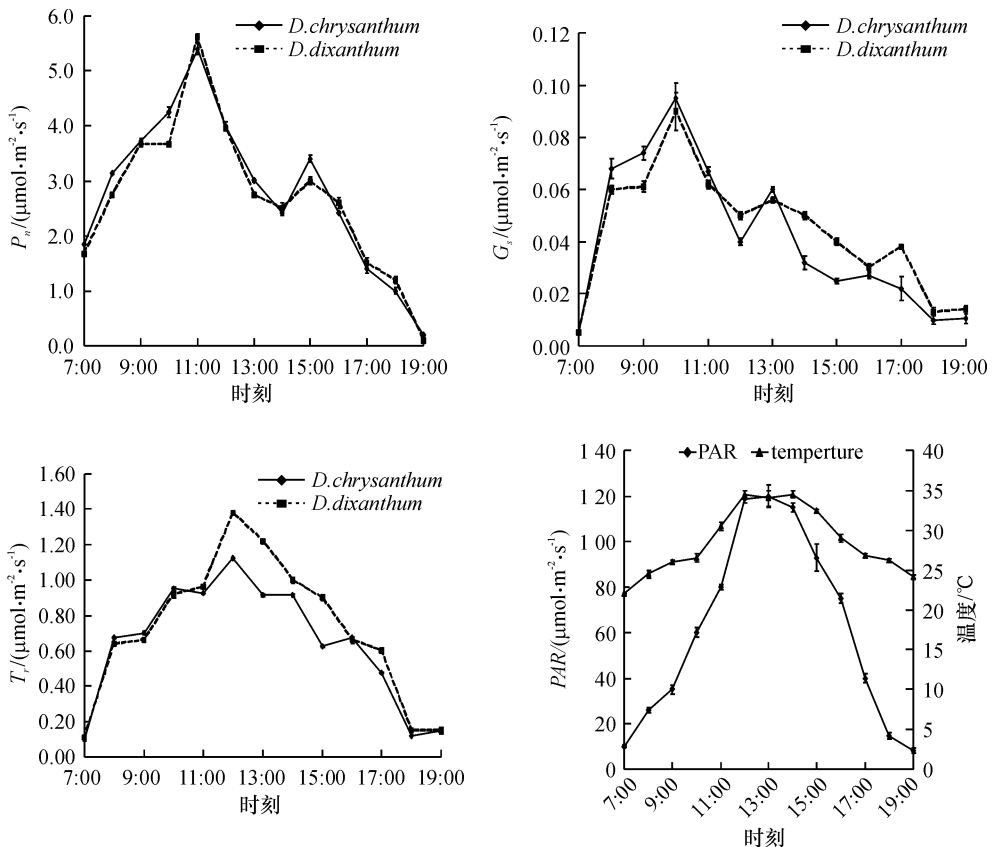 D.chrysanthum
D.dixanthum
Pn/(μmol·m-2·s-1)
6.0
5.0
4.0
3.0
2.0
1.0
0.0
7:00 9:00 11:00 13:00 15:00 17:00 19:00
时刻
D.chrysanthum
D.dixanthum
Gs/(μmol·m-2·s-1)
0.12
0.10
0.08
0.06
0.04
0.02
0.00
7:00 9:00 11:00 13:00 15:00 17:00 19:00
时刻
D.chrysanthum
D.dixanthum
Tr/(μmol·m-2·s-1)
1.60
1.40
1.20
1.00
0.80
0.60
0.40
0.20
0.00
7:00 9:00 11:00 13:00 15:00 17:00 19:00
时刻
PAR temperture
PAR/(μmol·m-2·s-1)
1 40
1 20
1 00
80
60
40
20
0
40
35
30
25
20
15
10
5
0
温度/℃
7:00 9:00 11:00 13:00 15:00 17:00 19:00
时刻